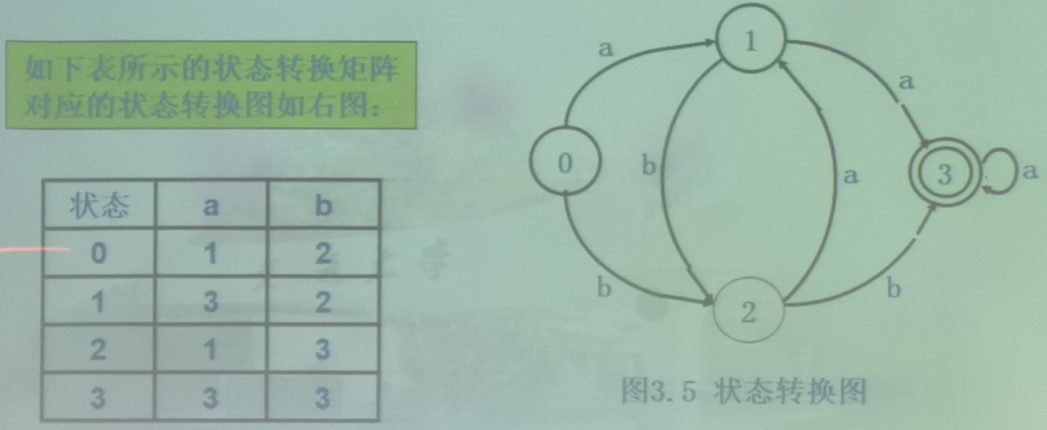 如下表所示的状态转换矩阵
对应的状态转换图如右图：
状态 a b
0 1 2
1 3 2
2 1 3
3 3 3
a
1
a
0
b
a
3
a
b
2
b
图3.5 状态转换图